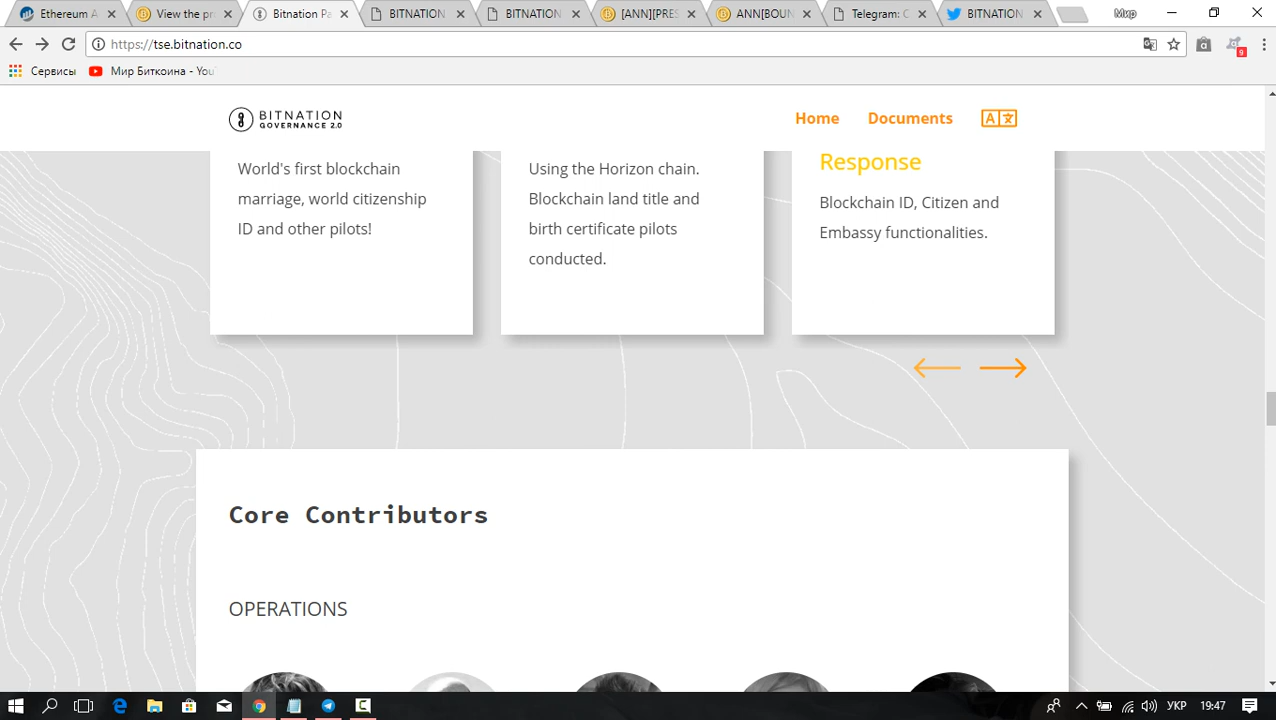 Ethereum A
View the pr
Bitnation Pa
BITNATION
BITNATION
[ANN][PRES
ANN[BOUN
Telegram: C
BITNATION
Мир
https://tse.bitnation.co
9
Сервисы
Мир Биткоина - You
BITNATION
GOVERNANCE 2.0
Home
Documents
A
World's first blockchain
marriage, world citizenship
ID and other pilots!
Using the Horizon chain.
Blockchain land title and
birth certificate pilots
conducted.
Response
Blockchain ID, Citizen and
Embassy functionalities.
Core Contributors
OPERATIONS
УКР
19:47